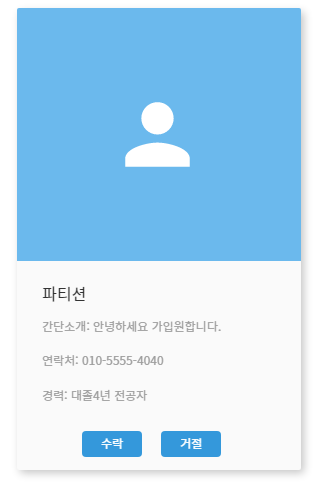 파티션
간단소개: 안녕하세요 가입원합니다.
연락처: 010-5555-4040
경력: 대졸4년 전공자
수락 거절